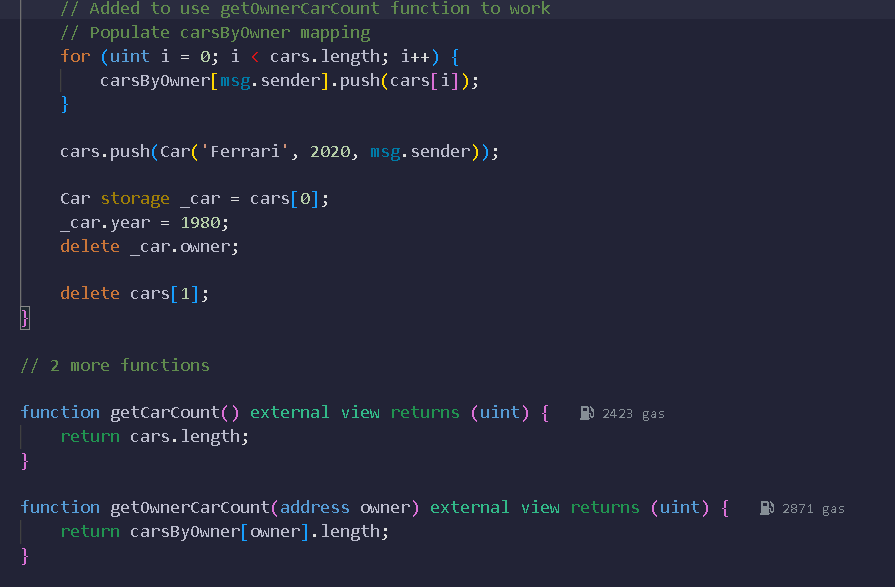 // Added to use getOwnerCarCount function to work
// Populate carsByOwner mapping
for (uint i = 0; i < cars.length; i++) {
carsByOwner[msg.sender].push(cars[i]);
}
cars.push(Car('Ferrari', 2020, msg.sender));
Car storage _car = cars[0];
_car.year = 1980;
delete _car.owner;
delete cars[1];
}
// 2 more functions
function getCarCount() external view returns (uint) { 2423 gas
return cars.length;
}
function getOwnerCarCount(address owner) external view returns (uint) { 2871 gas
return carsByOwner[owner].length;
}